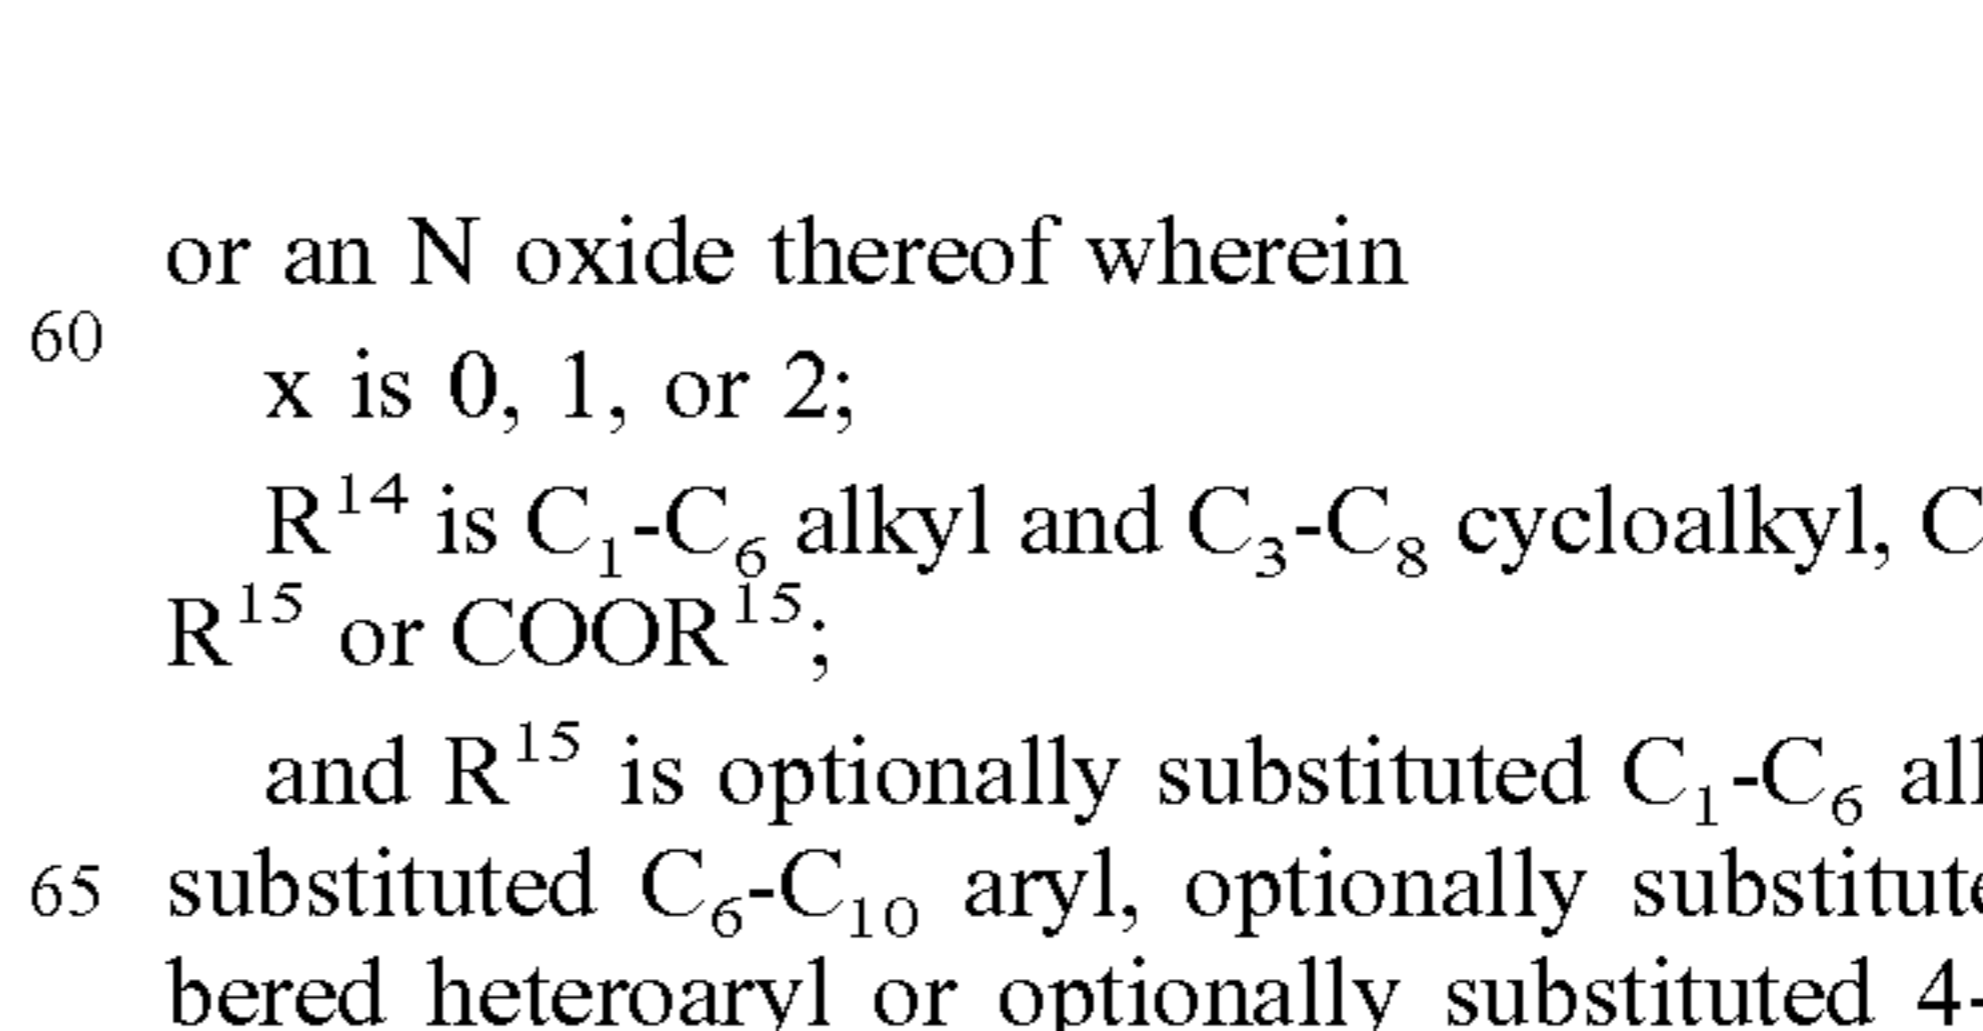 or an N oxide thereof wherein
60
x is 0, 1, or 2;
R¹⁴ is C₁-C₆ alkyl and C₃-C₈ cycloalkyl, C
R¹⁵ or COOR¹⁵;
and R¹⁵ is optionally substituted C₁-C₆
65 substituted C₆-C₁₀ aryl, optionally
bered heteroaryl or optionally substituted 4-